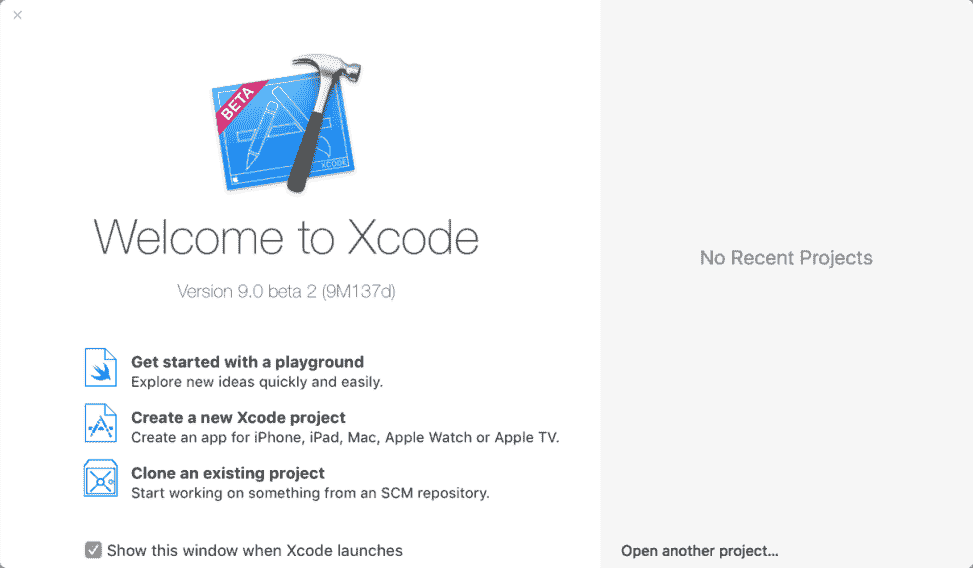 BETA
XCODE
Welcome to Xcode
Version 9.0 beta 2 (9M137d)
Get started with a playground
Explore new ideas quickly and easily.
Create a new Xcode project
Create an app for iPhone, iPad, Mac, Apple Watch or Apple TV.
Clone an existing project
Start working on something from an SCM repository.
Show this window when Xcode launches
No Recent Projects
Open another project...